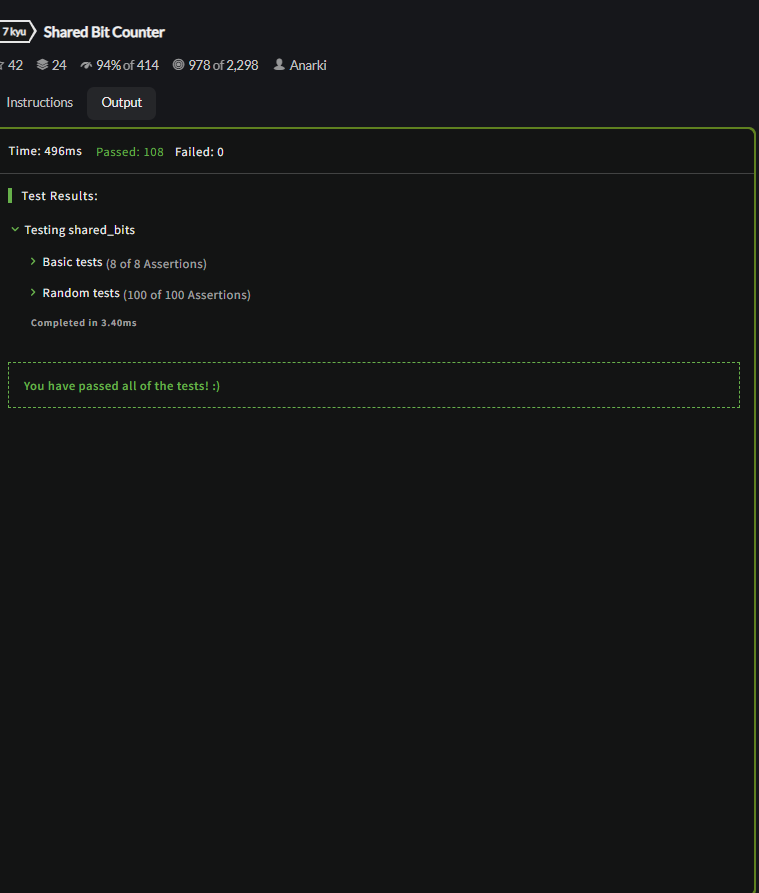 7 kyu Shared Bit Counter
42 24 94% of 414 978 of 2,298 Anarki
Instructions Output
Time: 496ms Passed: 108 Failed: 0
Test Results:
Testing shared_bits
Basic tests (8 of 8 Assertions)
Random tests (100 of 100 Assertions)
Completed in 3.40ms
You have passed all of the tests! :)